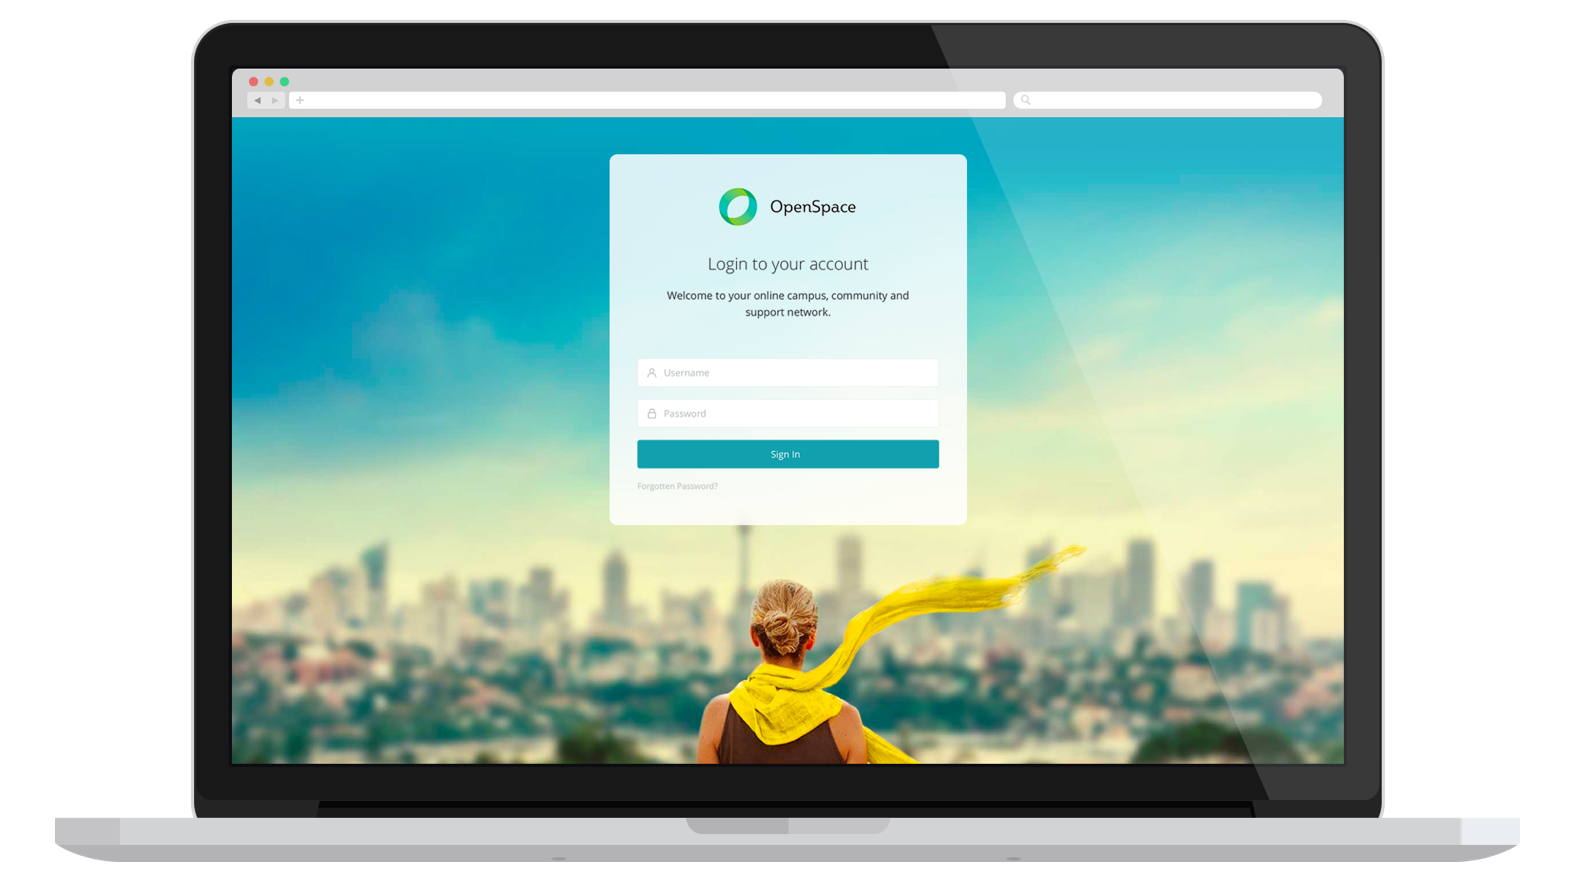 OpenSpace
Login to your account
Welcome to your online campus, community and
support network.
Username
Password
Sign In
Forgotten Password?